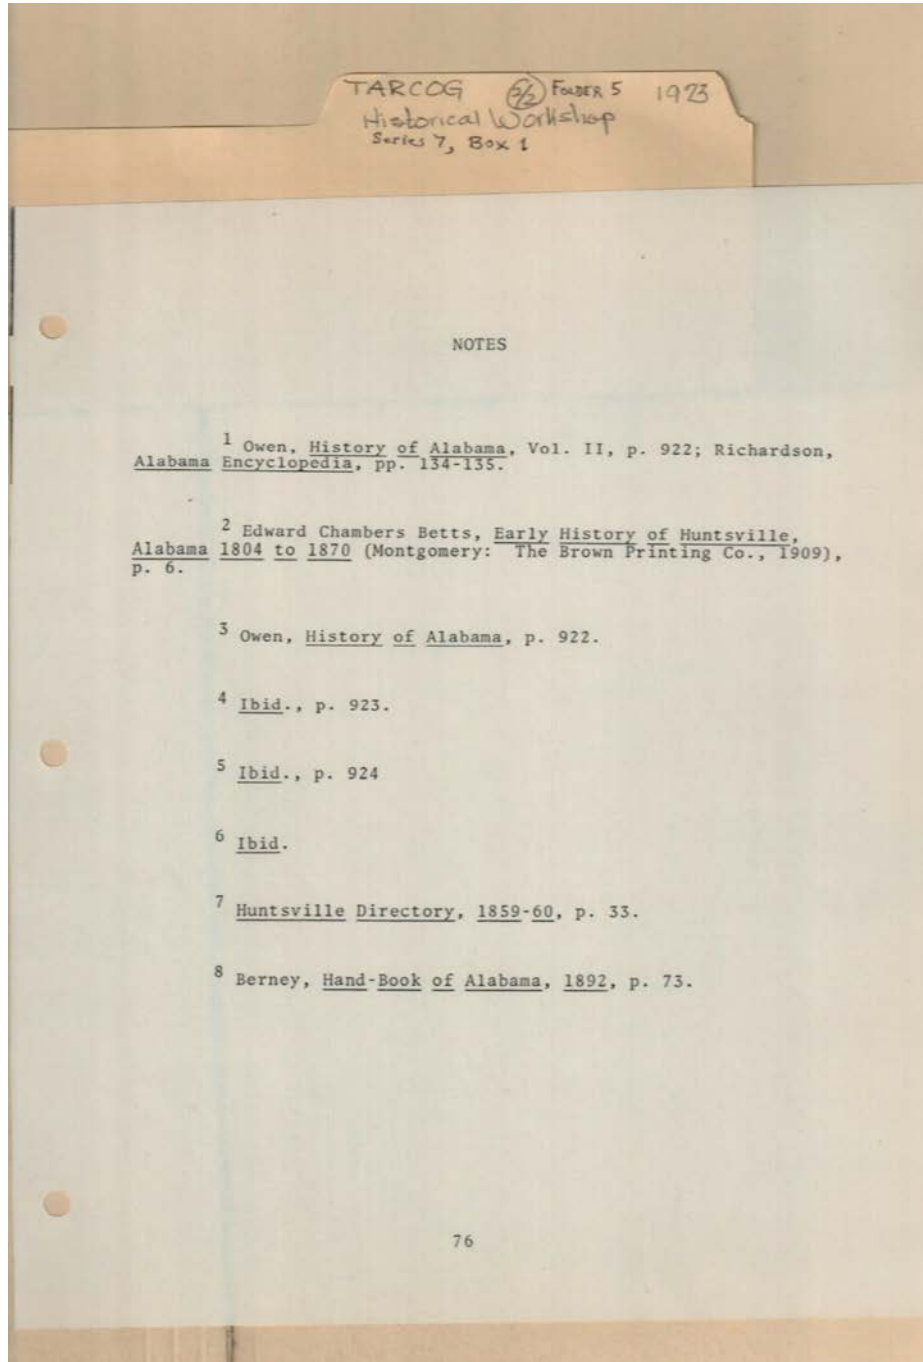 TARCOG 2/2 FOLDER 5 1973
Historical Workshop
Series 7, Box 1
NOTES
1 Owen, History of Alabama, Vol. II, p. 922; Richardson,
Alabama Encyclopedia, pp. 134-135.
2 Edward Chambers Betts, Early History of Huntsville,
Alabama 1804 to 1870 (Montgomery: The Brown Printing Co., 1909),
p. 6.
3 Owen, History of Alabama, p. 922.
4 Ibid., p. 923.
5 Ibid., p. 924
6 Ibid.
7 Huntsville Directory, 1859-60, p. 33.
8 Berney, Hand-Book of Alabama, 1892, p. 73.
76